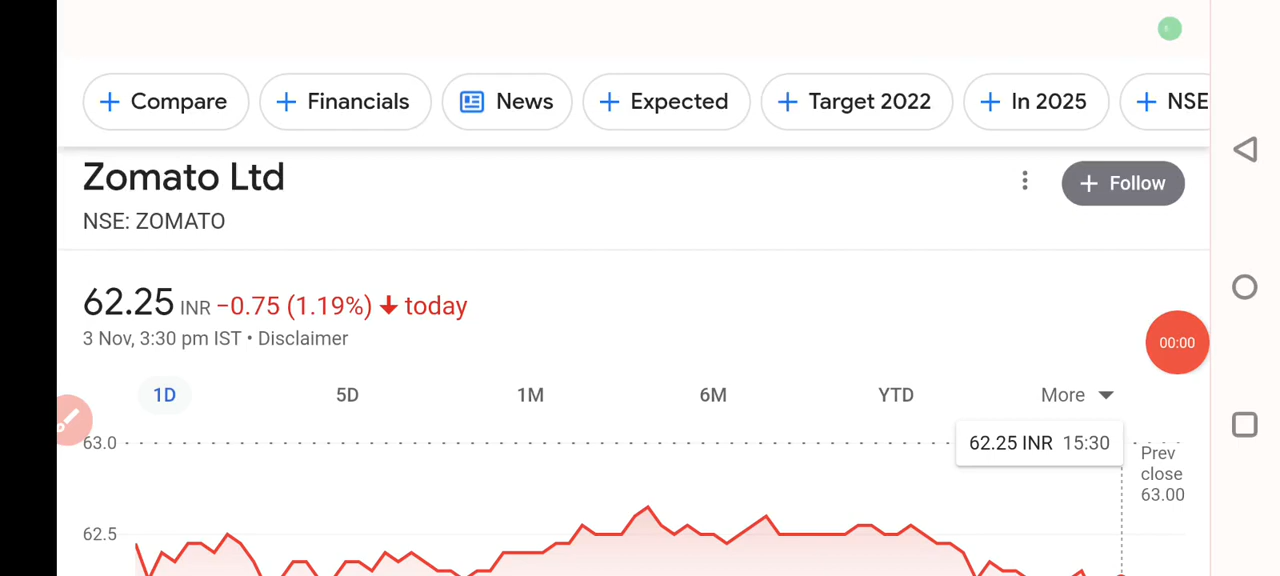 Compare
Financials
News
Expected
Target 2022
In 2025
NSE
Zomato Ltd
Follow
NSE: ZOMATO
62.25 INR −0.75 (1.19%) today
3 Nov, 3:30 pm IST • Disclaimer
00:00
1D 5D 1M 6M YTD More
63.0
62.25 INR 15:30
Prev
close
63.00
62.5